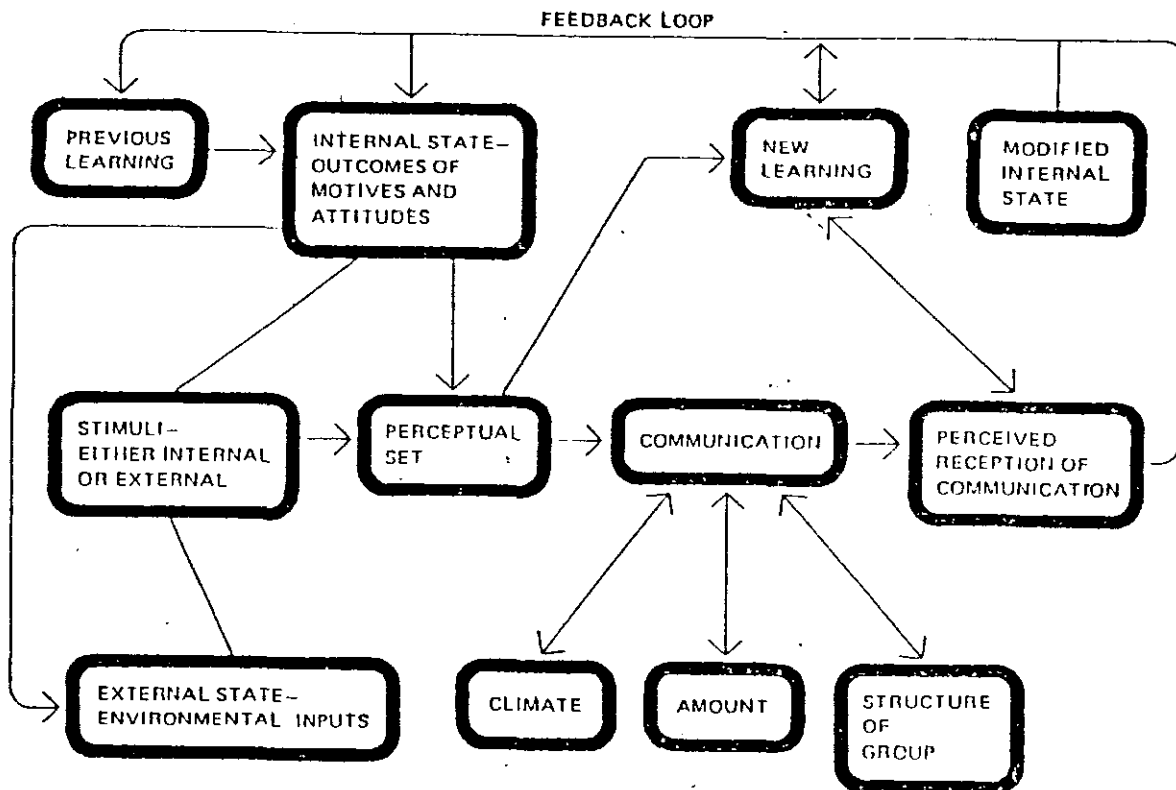 FEEDBACK LOOP
PREVIOUS
LEARNING
INTERNAL STATE–
OUTCOMES OF
MOTIVES AND
ATTITUDES
NEW
LEARNING
MODIFIED
INTERNAL
STATE
STIMULI–
EITHER INTERNAL
OR EXTERNAL
PERCEPTUAL
SET
COMMUNICATION
PERCEIVED
RECEPTION OF
COMMUNICATION
EXTERNAL STATE–
ENVIRONMENTAL INPUTS
CLIMATE
AMOUNT
STRUCTURE
OF
GROUP